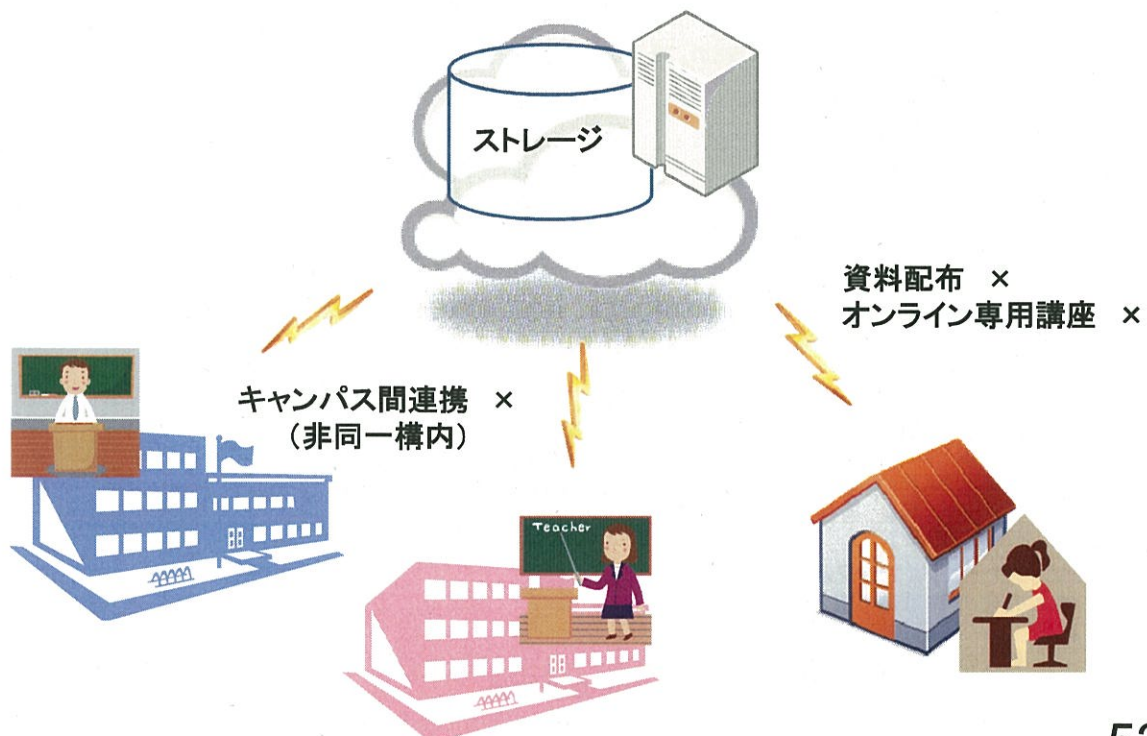 ストレージ
資料配布 ×
オンライン専用講座 ×
キャンパス間連携 ×
(非同一構内)
Teacher